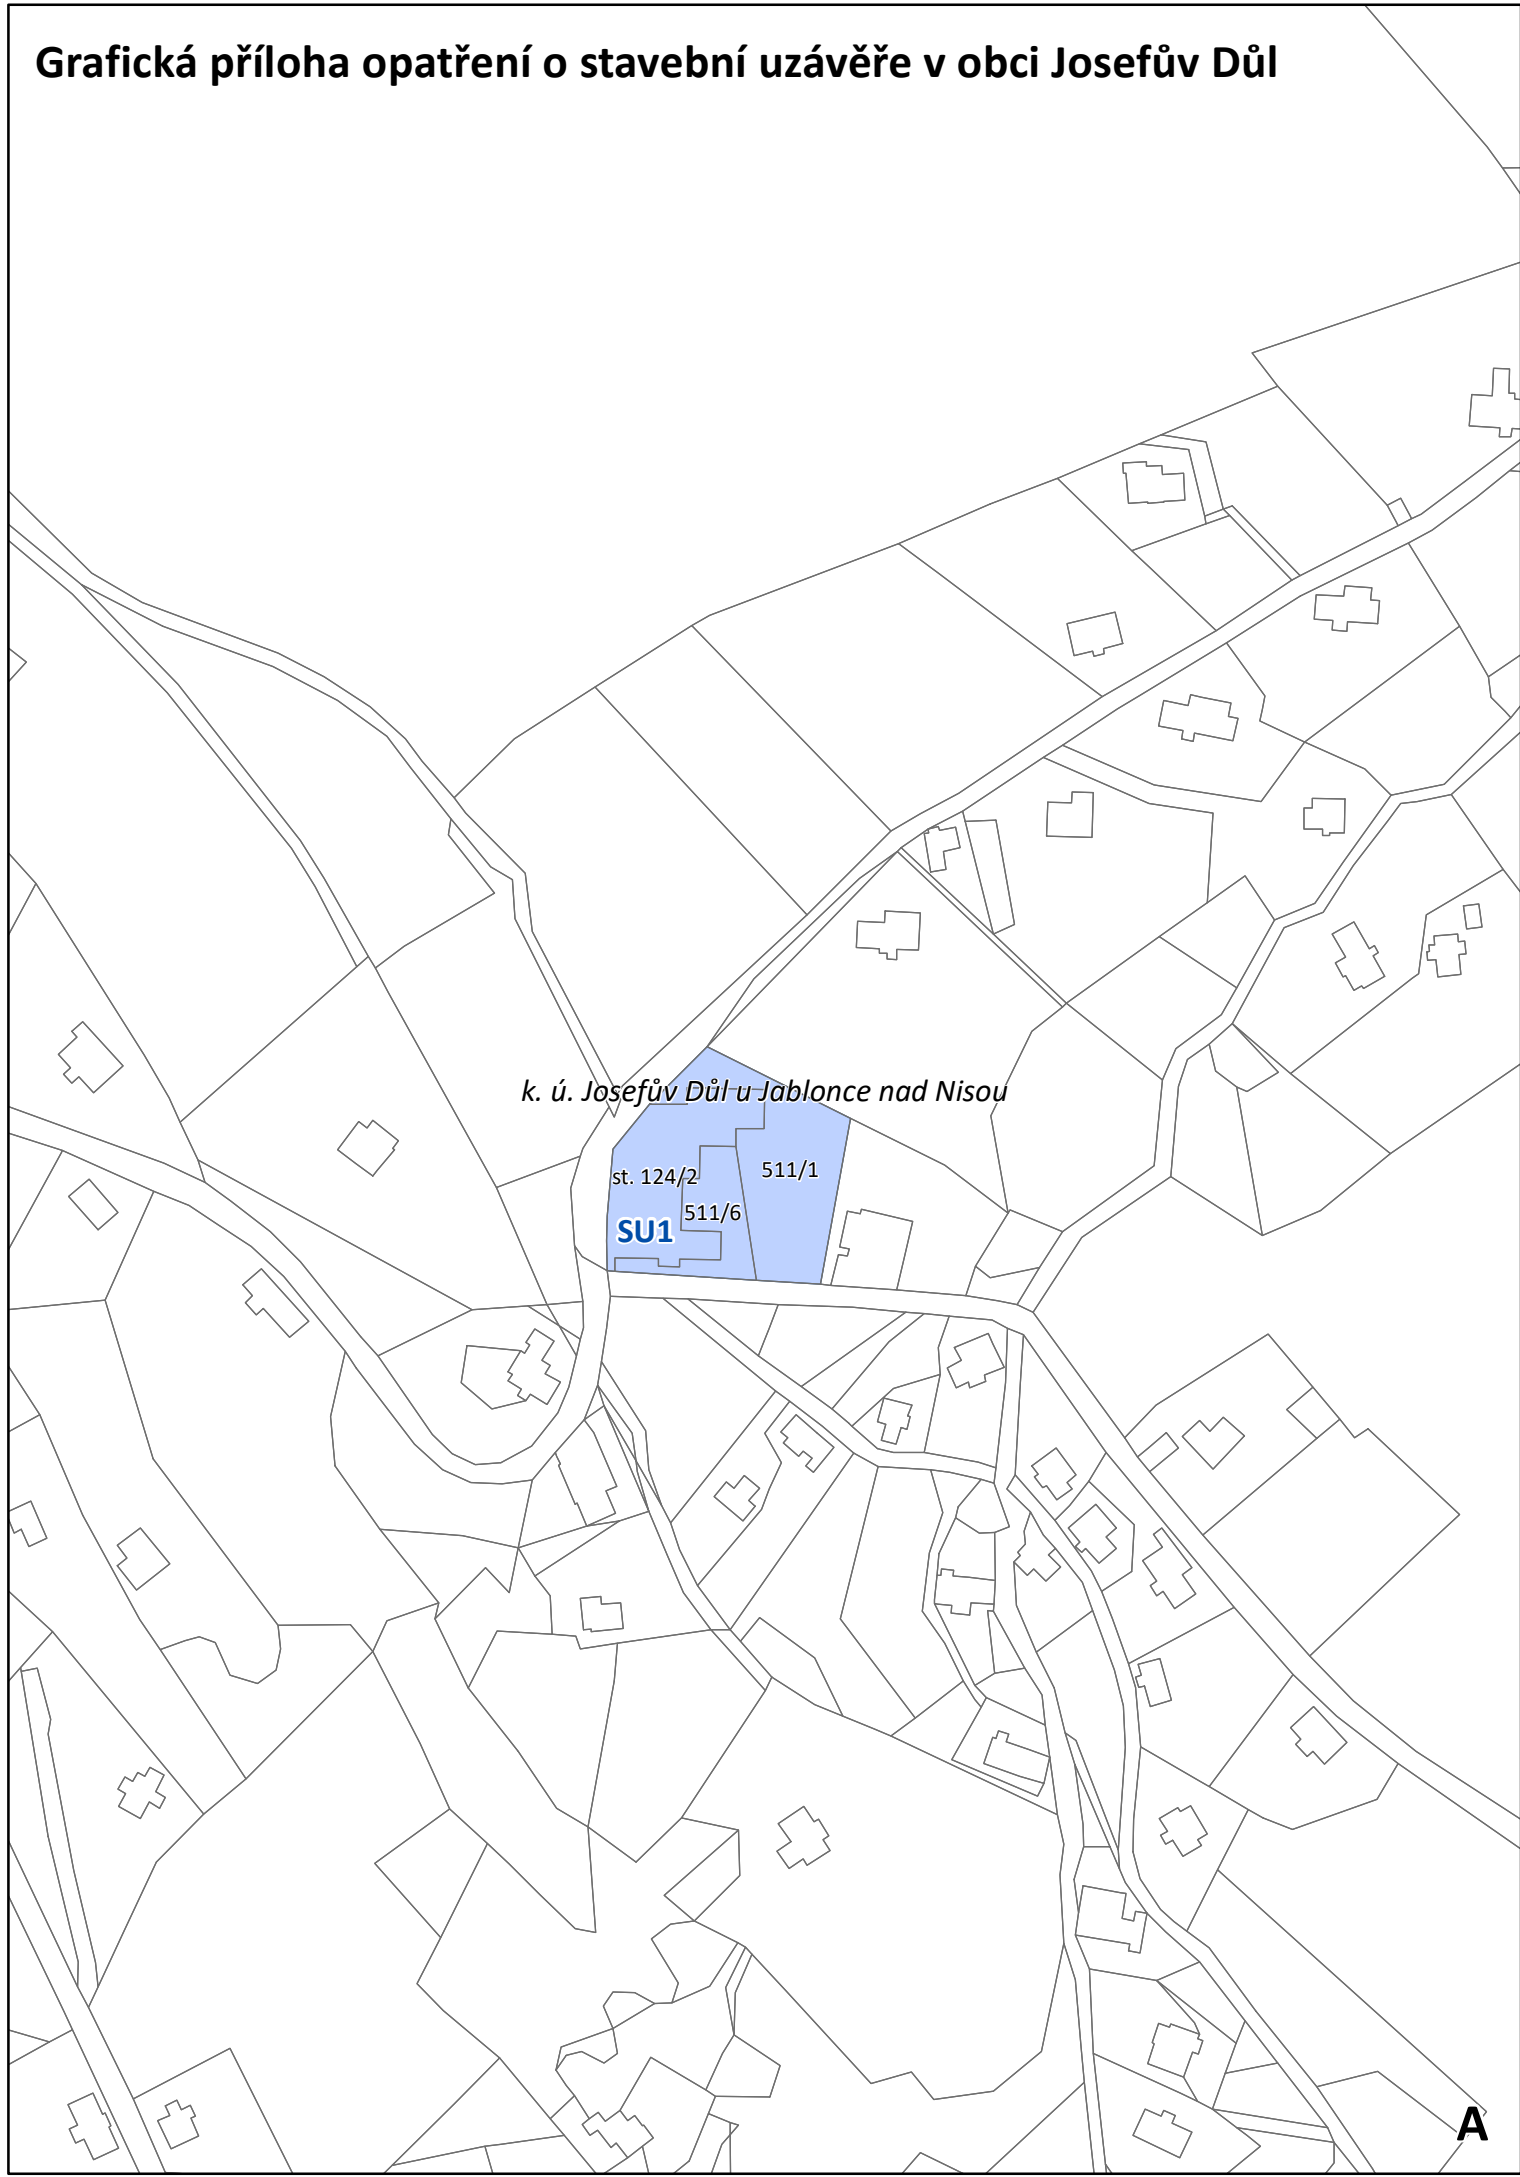 Grafická příloha opatření o stavební uzávěře v obci Josefův Důl
k. ú. Josefův Důl u Jablonce nad Nisou
st. 124/2
511/1
511/6
SU1
A